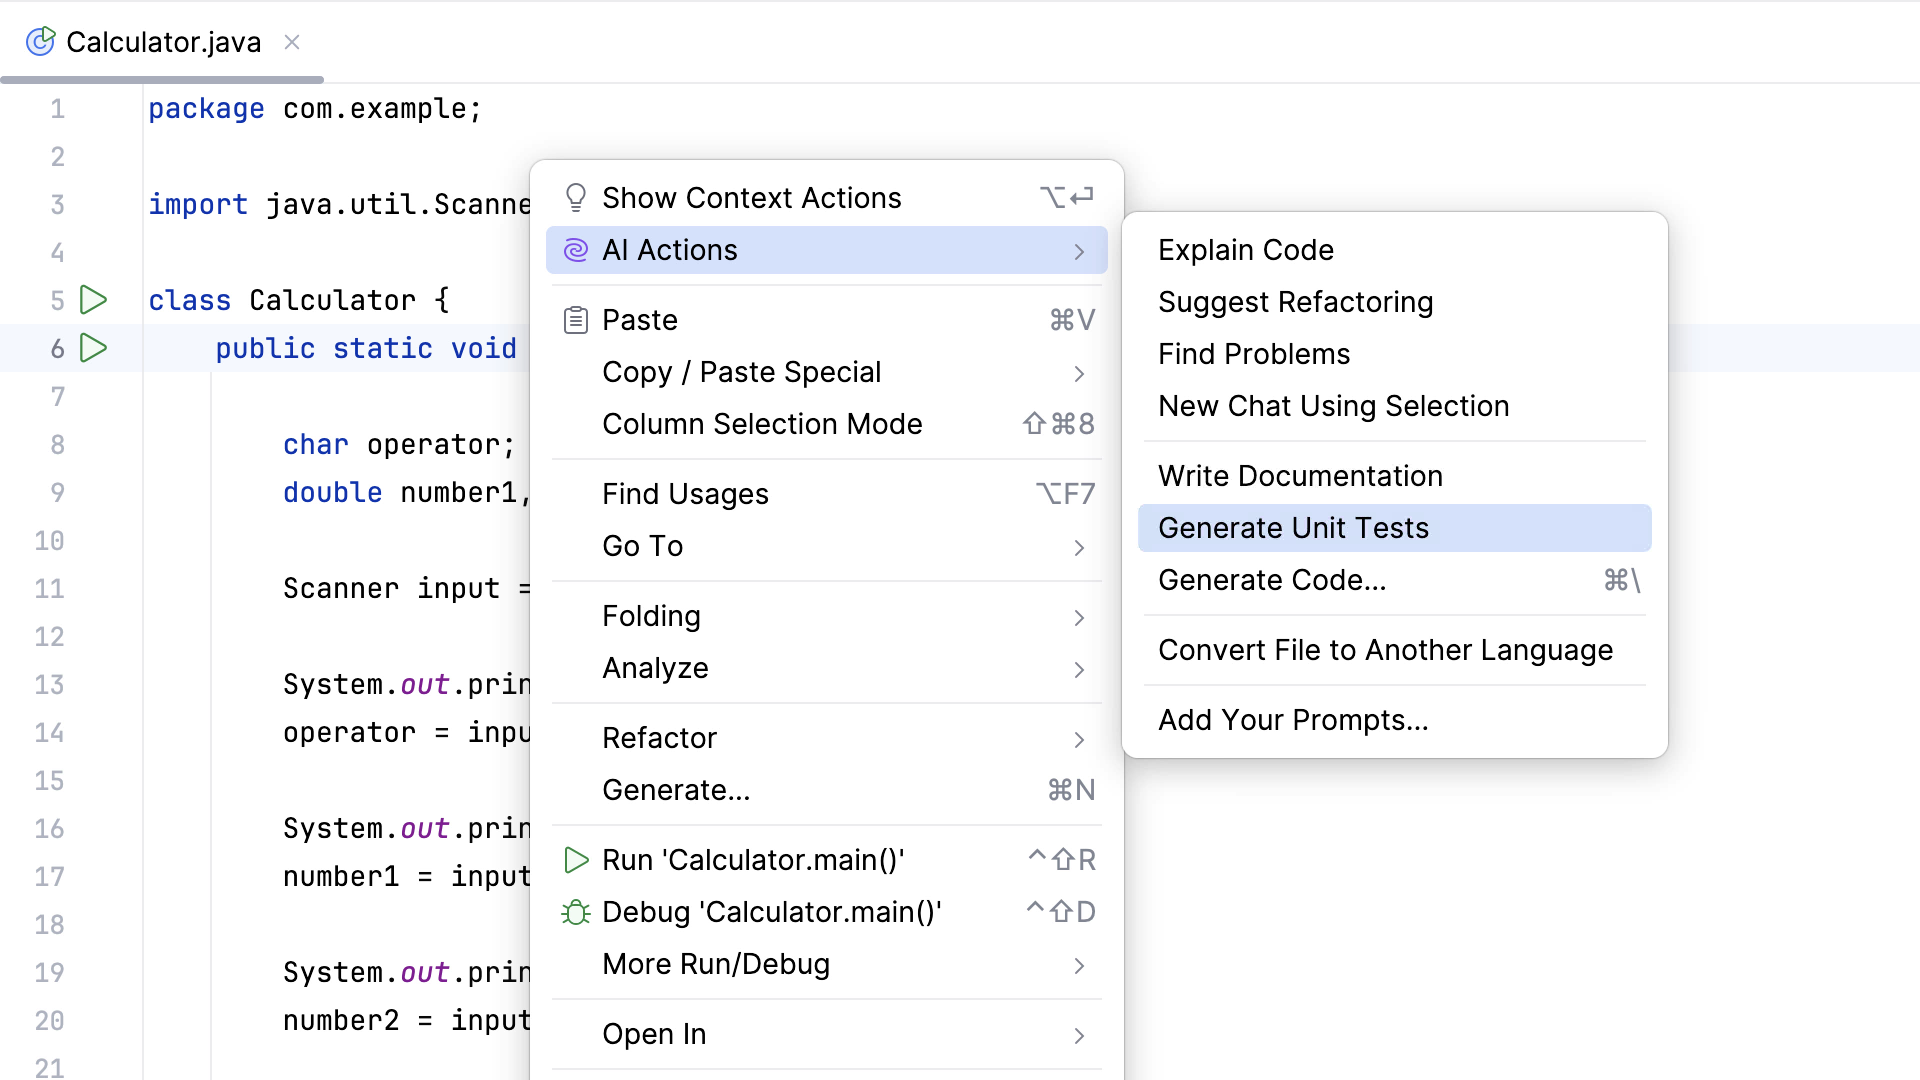 Calculator.java
1 package com.example;
2
3 import java.util.Scanne
4
5 class Calculator {
6 public static void
7
8 char operator;
9 double number1,
10
11 Scanner input =
12
13 System.out.prin
14 operator = inpu
15
16 System.out.prin
17 number1 = input
18
19 System.out.prin
20 number2 = input
21
Show Context Actions ⌥↩
AI Actions
Paste ⌘V
Copy / Paste Special
Column Selection Mode ⇧⌘8
Find Usages ⌥F7
Go To
Folding
Analyze
Refactor
Generate... ⌘N
Run 'Calculator.main()' ⌃⇧R
Debug 'Calculator.main()' ⌃⇧D
More Run/Debug
Open In
Explain Code
Suggest Refactoring
Find Problems
New Chat Using Selection
Write Documentation
Generate Unit Tests
Generate Code... ⌘\
Convert File to Another Language
Add Your Prompts...